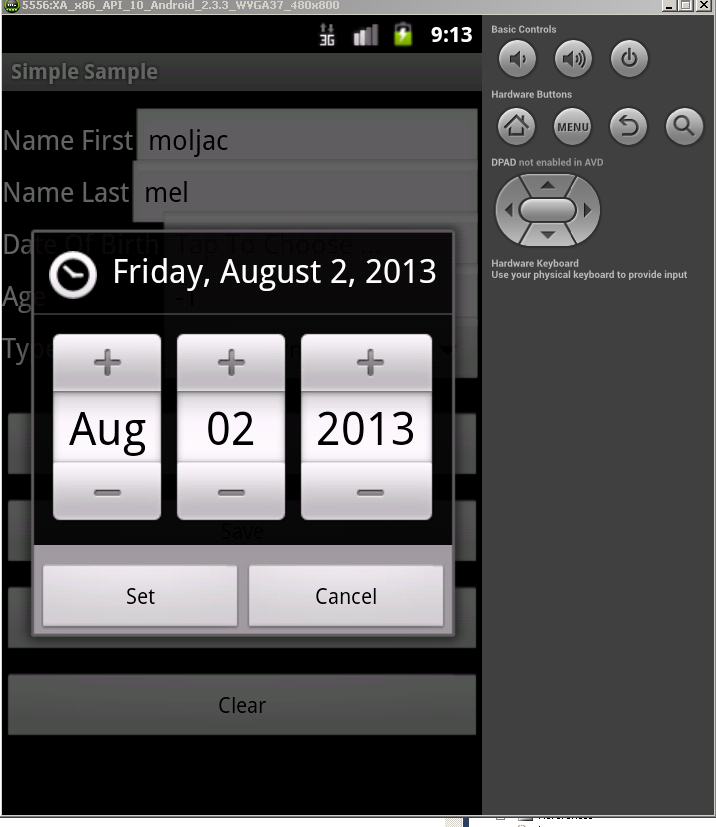 5556:XA_x86_API_10_Android_2.3.3_WVGA37_480x800
3G 9:13
Simple Sample
Name First moljac
Name Last mel
Date Of Birth Tap To Choose ...
Age -1
Type
Friday, August 2, 2013
Aug 02 2013
Save
Set Cancel
Clear
Basic Controls
Hardware Buttons
MENU
DPAD not enabled in AVD
Hardware Keyboard
Use your physical keyboard to provide input